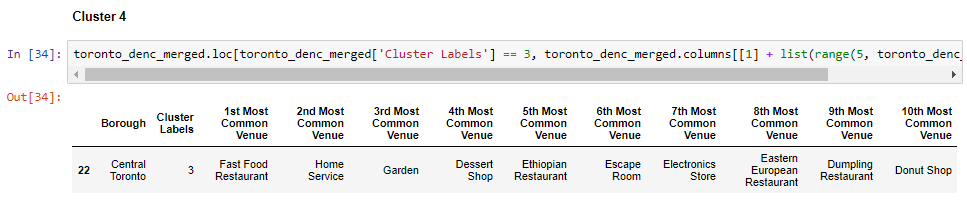 Cluster 4
In [34]: toronto_denc_merged.loc[toronto_denc_merged['Cluster Labels'] == 3, toronto_denc_merged.columns[[1] + list(range(5, toronto_denc_
Out[34]:
Borough Cluster Labels 1st Most Common Venue 2nd Most Common Venue 3rd Most Common Venue 4th Most Common Venue 5th Most Common Venue 6th Most Common Venue 7th Most Common Venue 8th Most Common Venue 9th Most Common Venue 10th Most Common Venue
22 Central Toronto 3 Fast Food Restaurant Home Service Garden Dessert Shop Ethiopian Restaurant Escape Room Electronics Store Eastern European Restaurant Dumpling Restaurant Donut Shop